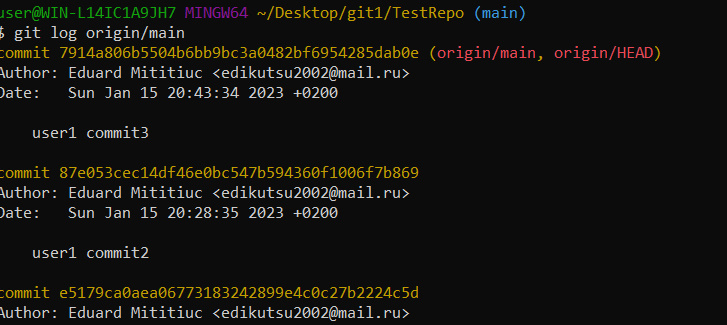 user@WIN-L14IC1A9JH7 MINGW64 ~/Desktop/git1/TestRepo (main)
$ git log origin/main
commit 7914a806b5504b6bb9bc3a0482bf6954285dab0e (origin/main, origin/HEAD)
Author: Eduard Mititiuc <edikutsu2002@mail.ru>
Date:   Sun Jan 15 20:43:34 2023 +0200

    user1 commit3

commit 87e053cec14df46e0bc547b594360f1006f7b869
Author: Eduard Mititiuc <edikutsu2002@mail.ru>
Date:   Sun Jan 15 20:28:35 2023 +0200

    user1 commit2

commit e5179ca0aea06773183242899e4c0c27b2224c5d
Author: Eduard Mititiuc <edikutsu2002@mail.ru>